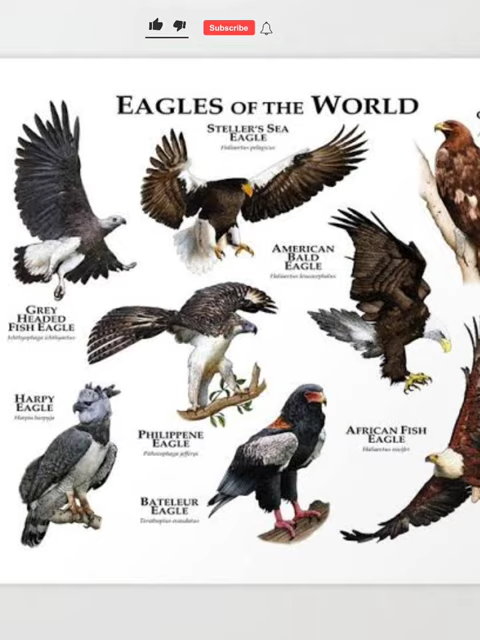 Subscribe
EAGLES OF THE WORLD
STELLER'S SEA
EAGLE
Haliaeetus pelagicus
AMERICAN
BALD
EAGLE
Haliaeetus leucocephalus
GREY
HEADED
FISH EAGLE
Ichthyophaga ichthyaetus
HARPY
EAGLE
Harpia harpyja
PHILIPPENE
EAGLE
Pithecophaga jefferyi
AFRICAN FISH
EAGLE
Haliaeetus vocifer
BATELEUR
EAGLE
Terathopius ecaudatus